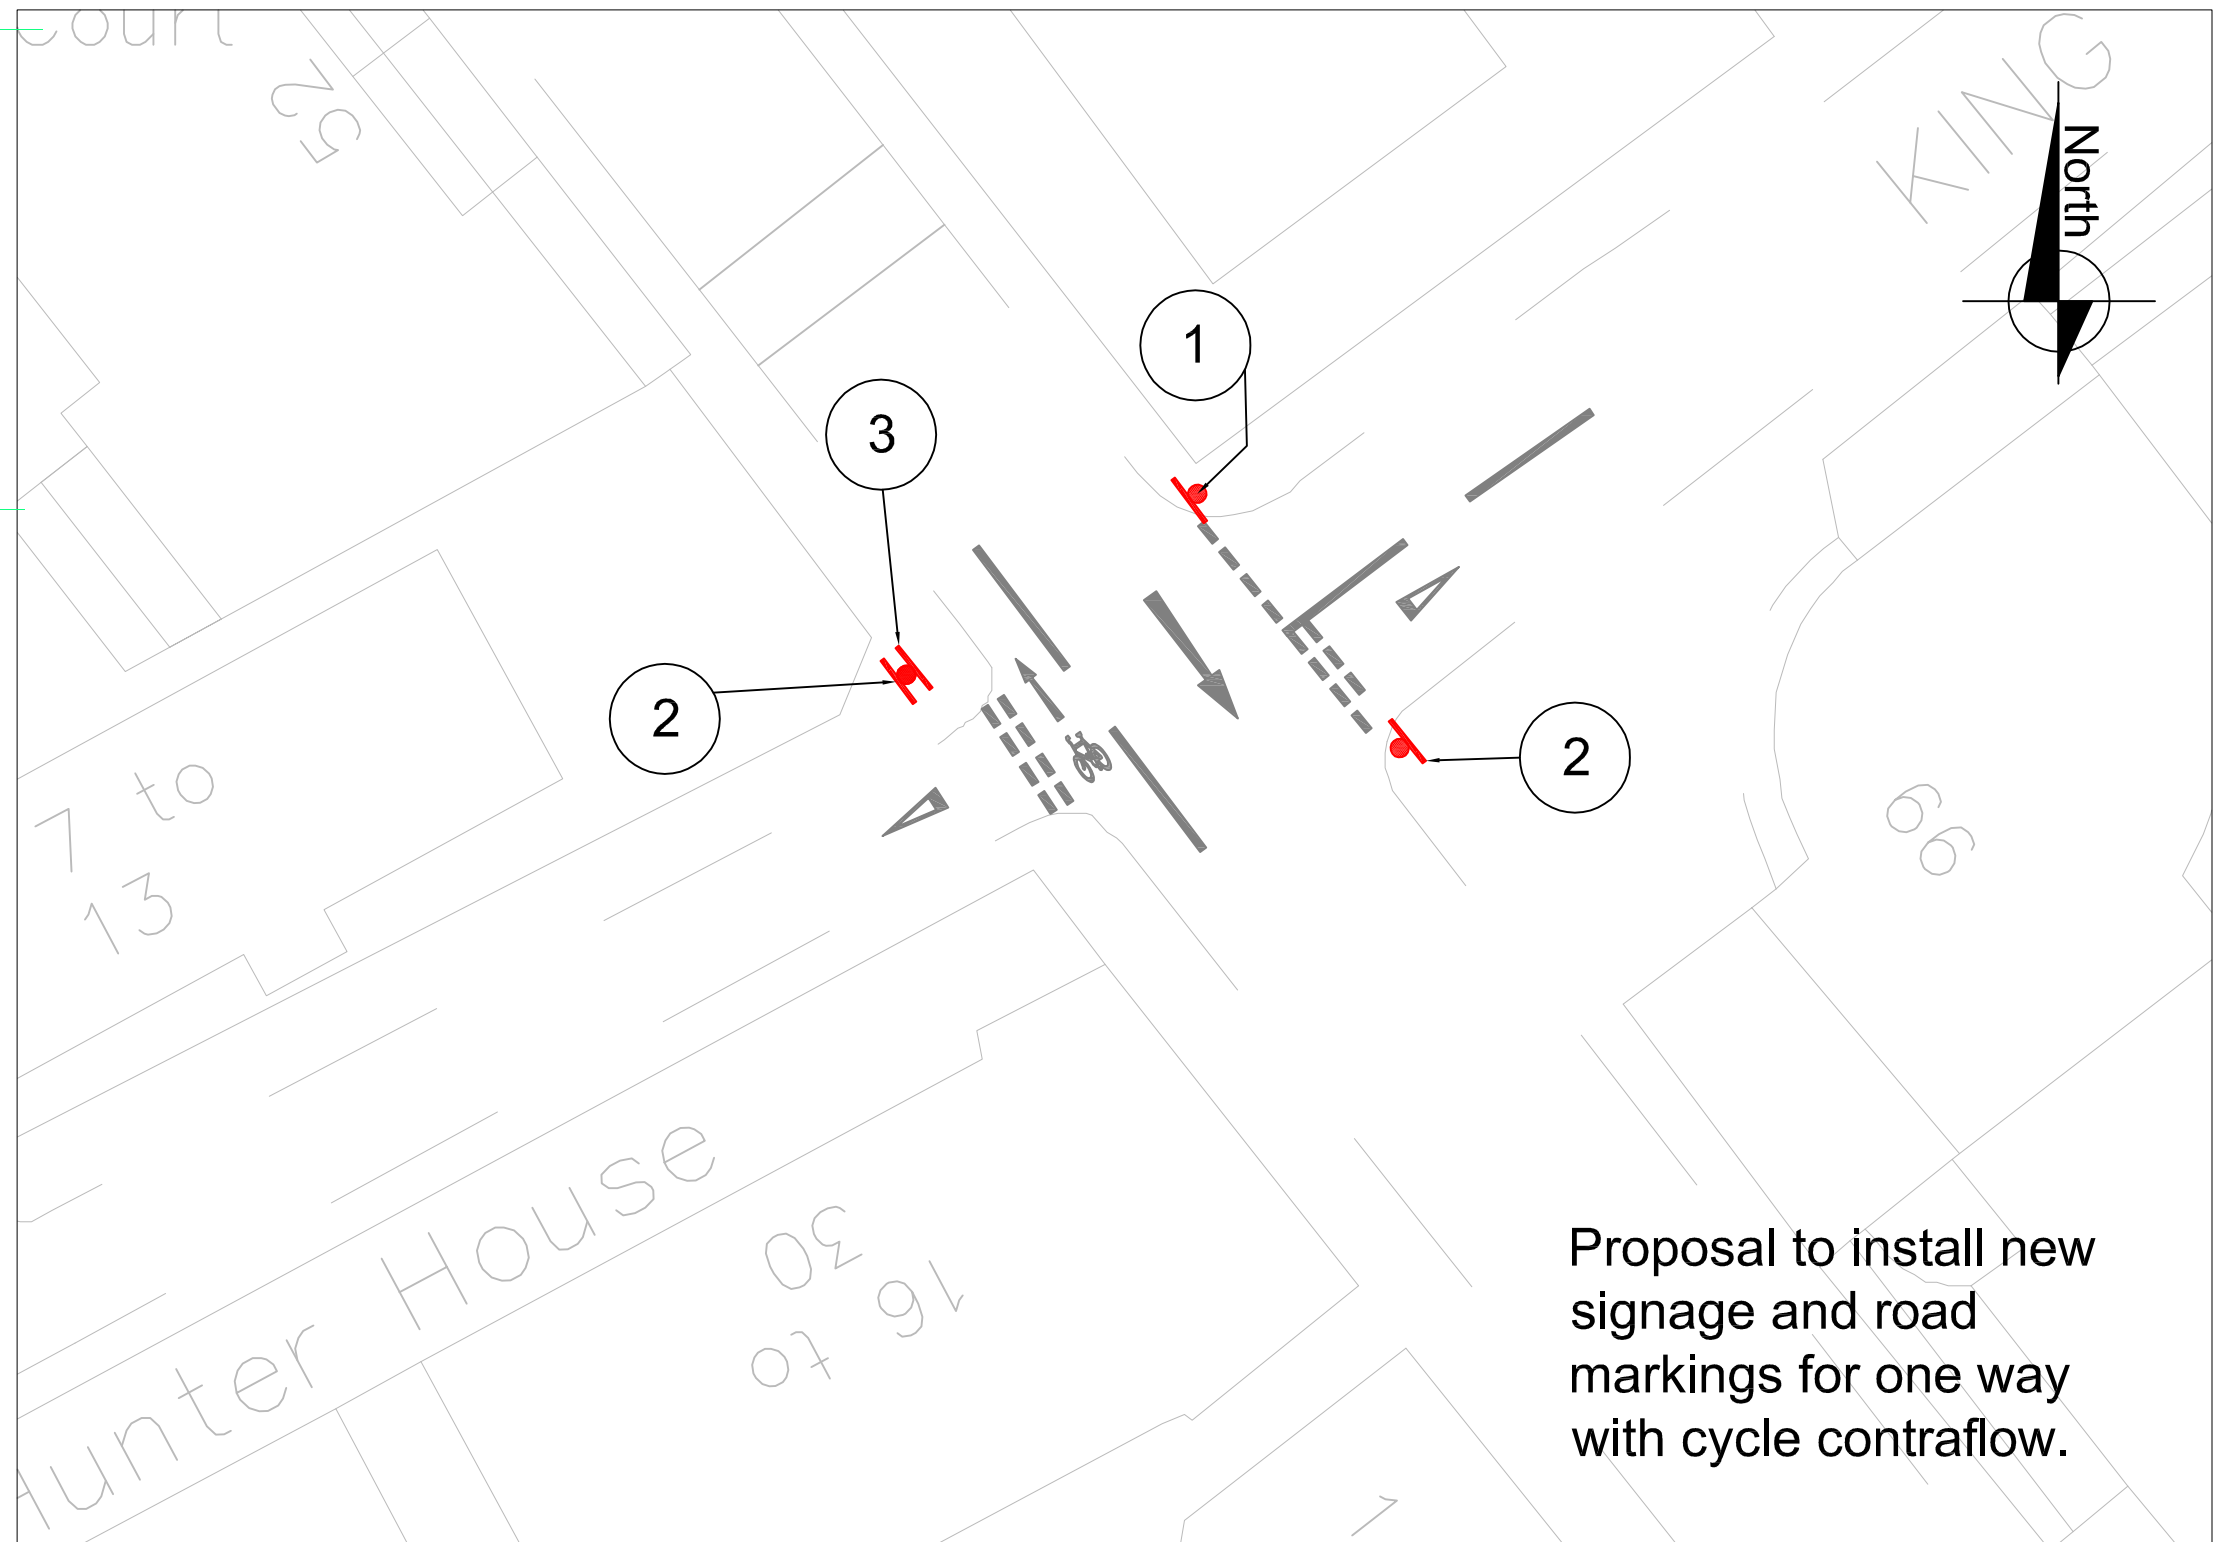 Court
25
KING
North
1
3
2
2
7 to
13
66
Hunter House
16 to
30
1
Proposal to install new
signage and road
markings for one way
with cycle contraflow.